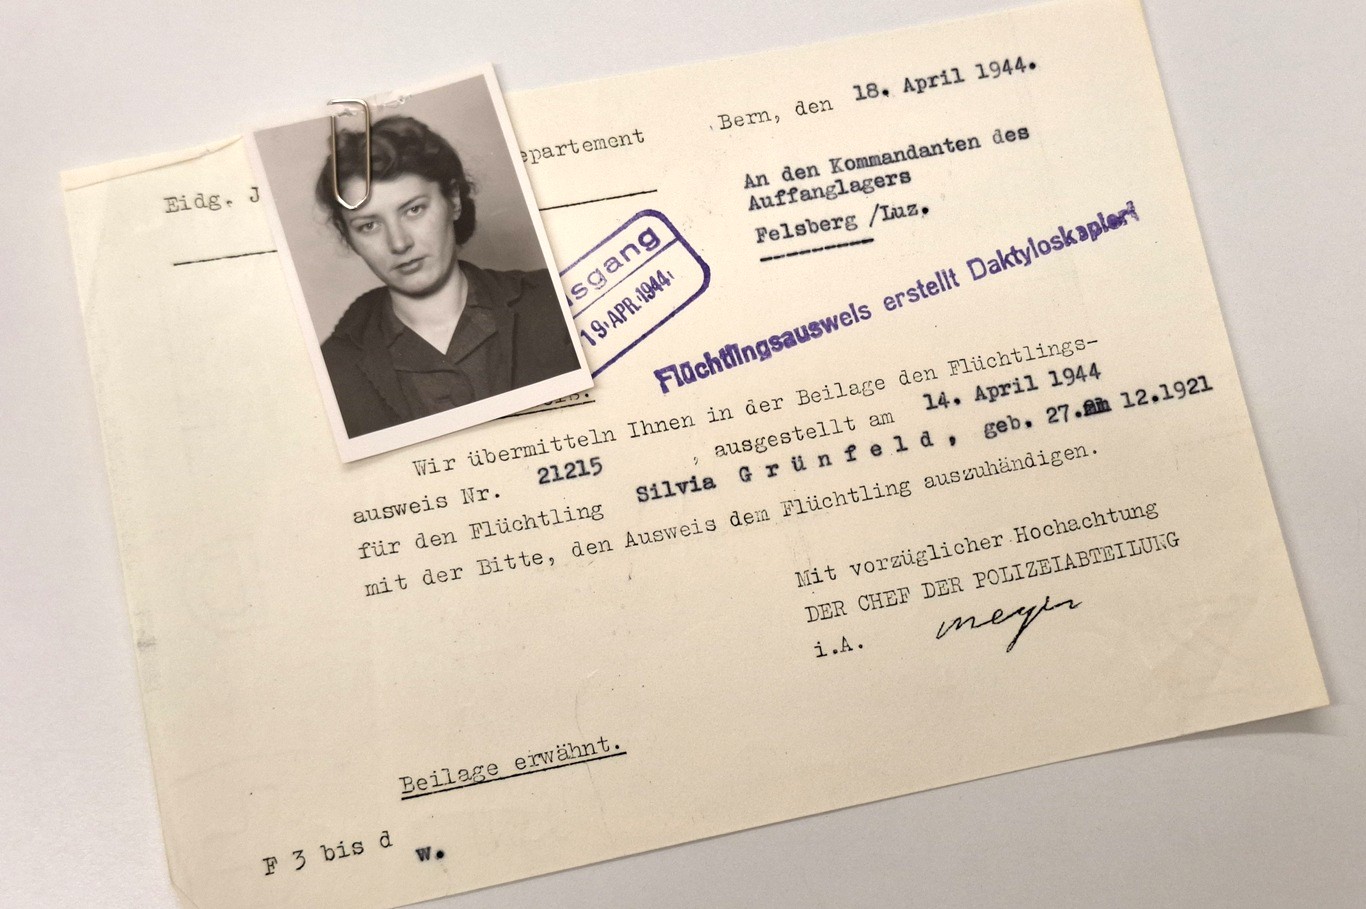 Eidg. J
epartement
Bern, den 18. April 1944.
An den Kommandanten des
Auffanglagers
Felsberg /Luz.
sgang
19. APR. 1944
Flüchtlingsausweis erstellt Daktyloskopiert
Wir übermitteln Ihnen in der Beilage den Flüchtlings-
ausweis Nr. 21215 , ausgestellt am 14. April 1944
für den Flüchtling Silvia Grünfeld, geb. 27. 12.1921
mit der Bitte, den Ausweis dem Flüchtling auszuhändigen.
Mit vorzüglicher Hochachtung
DER CHEF DER POLIZEIABTEILUNG
i.A. Meyer
Beilage erwähnt.
F 3 bis d w.